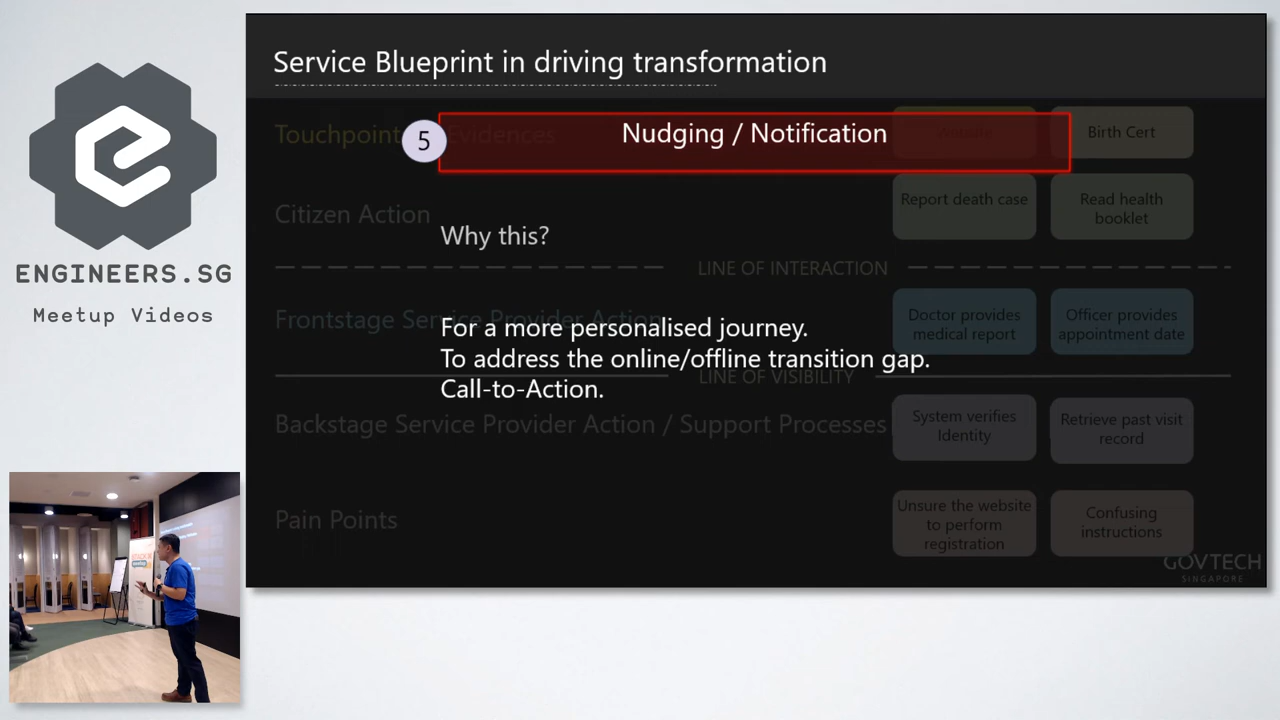 Service Blueprint in driving transformation
Touchpoint Evidences
5
Nudging / Notification
Website
Birth Cert
Citizen Action
Report death case
Read health
booklet
Why this?
LINE OF INTERACTION
Frontstage Service Provider Action
Doctor provides
medical report
Officer provides
appointment date
For a more personalised journey.
To address the online/offline transition gap.
Call-to-Action.
LINE OF VISIBILITY
Backstage Service Provider Action / Support Processes
System verifies
Identity
Retrieve past visit
record
Pain Points
Unsure the website
to perform
registration
Confusing
instructions
GOVTECH
SINGAPORE
ENGINEERS.SG
Meetup Videos